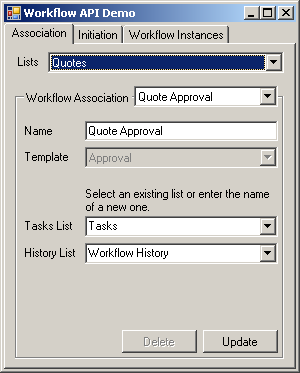 Workflow API Demo
Association Initiation Workflow Instances
Lists Quotes
Workflow Association Quote Approval
Name Quote Approval
Template Approval
Select an existing list or enter the name
of a new one.
Tasks List Tasks
History List Workflow History
Delete Update